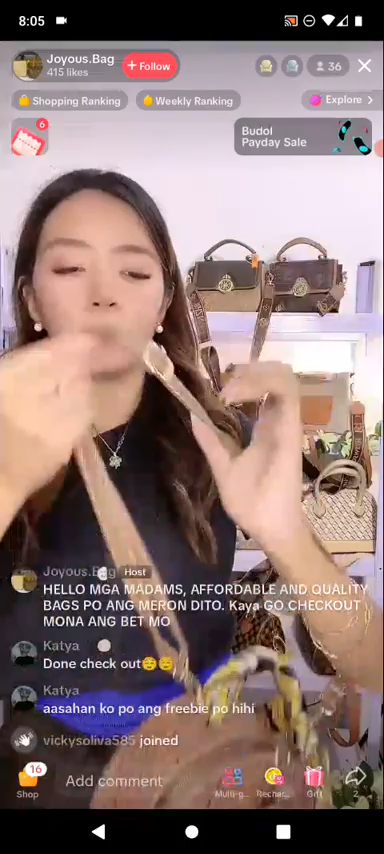 8:05
Joyous.Bag
415 likes
+ Follow
36
Shopping Ranking
Weekly Ranking
Explore >
6
Budol
Payday Sale
Joyous.Bag Host
HELLO MGA MADAMS, AFFORDABLE AND QUALITY
BAGS PO ANG MERON DITO. Kaya GO CHECKOUT
MONA ANG BET MO
Katya
Done check out
Katya
aasahan ko po ang freebie po hihi
vickysoliva585 joined
16
Shop
Add comment
Multi-g...
Rechar...
Gift
2